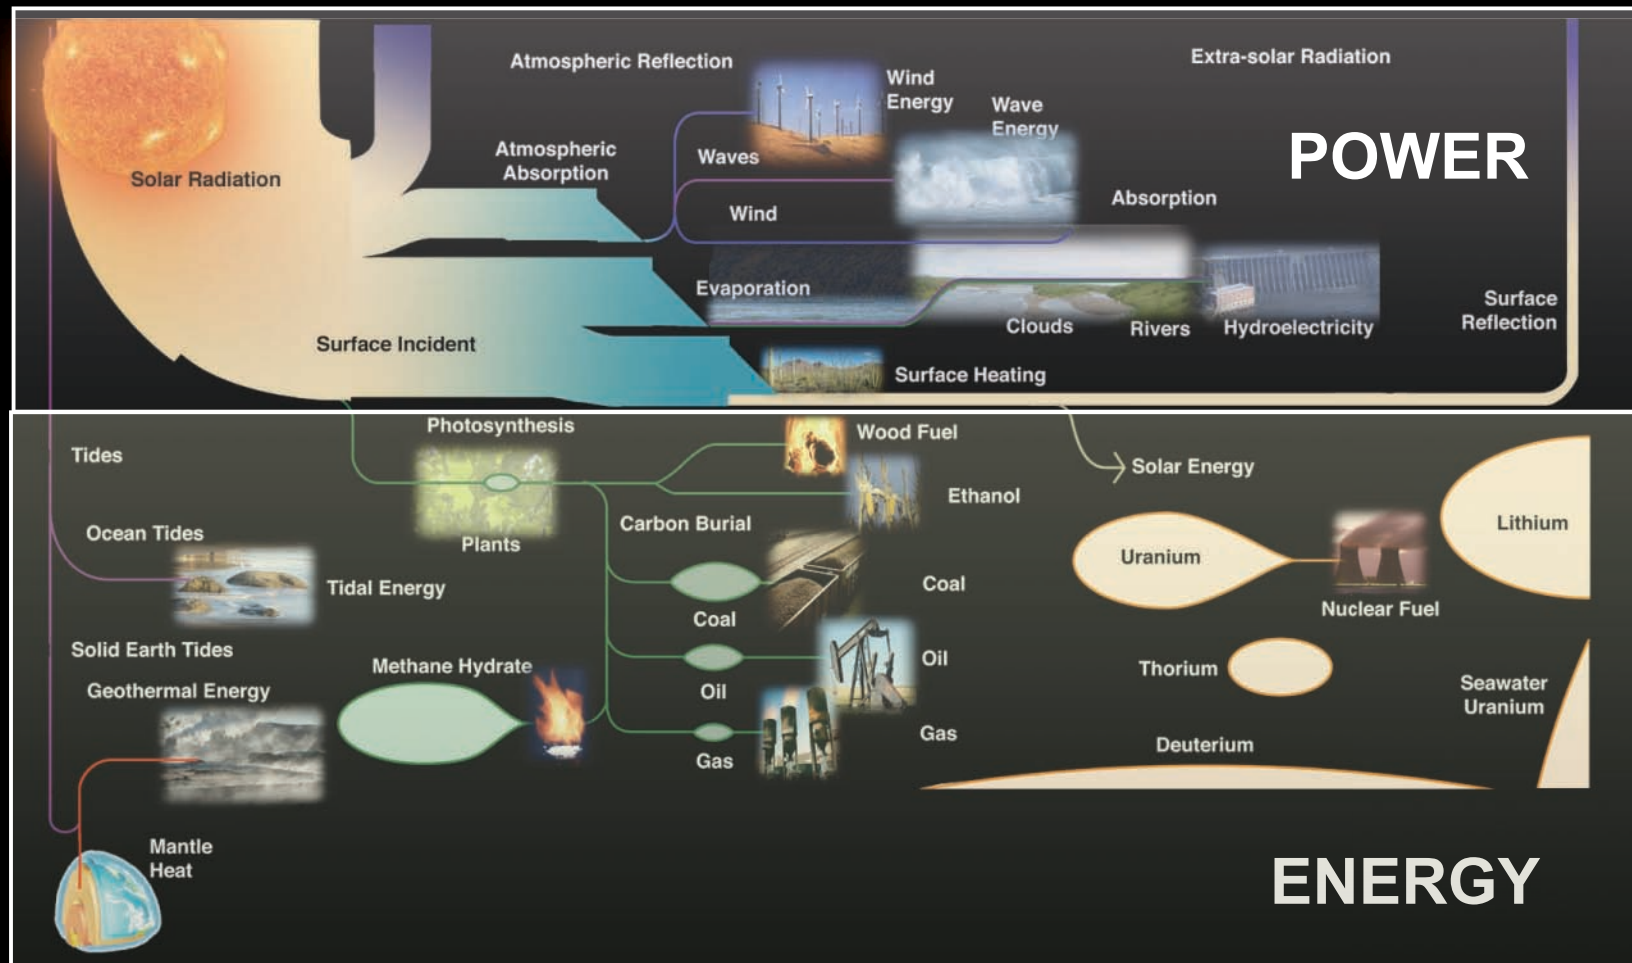 Atmospheric Reflection
Extra-solar Radiation
Wind
Energy
Wave
Energy
POWER
Atmospheric
Absorption
Waves
Solar Radiation
Absorption
Wind
Evaporation
Surface
Reflection
Clouds
Rivers
Hydroelectricity
Surface Incident
Surface Heating
Photosynthesis
Wood Fuel
Tides
Solar Energy
Ethanol
Lithium
Carbon Burial
Ocean Tides
Plants
Uranium
Tidal Energy
Coal
Coal
Nuclear Fuel
Solid Earth Tides
Methane Hydrate
Oil
Thorium
Geothermal Energy
Oil
Seawater
Uranium
Gas
Deuterium
Gas
Mantle
Heat
ENERGY